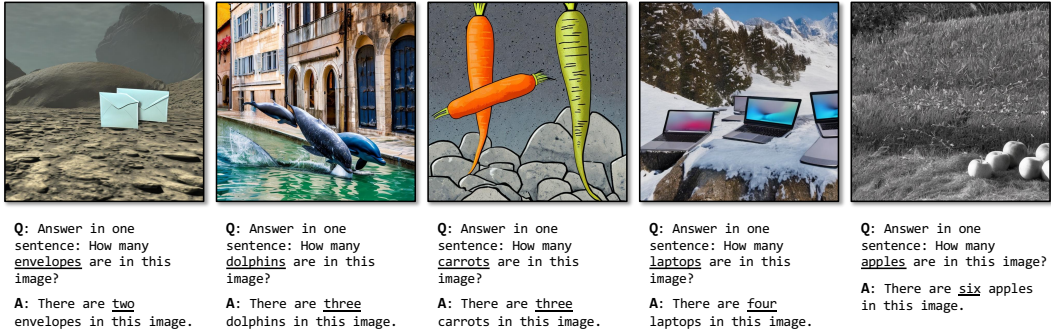 Q: Answer in one
sentence: How many
envelopes are in this
image?
A: There are two
envelopes in this image.
Q: Answer in one
sentence: How many
dolphins are in this
image?
A: There are three
dolphins in this image.
Q: Answer in one
sentence: How many
carrots are in this
image?
A: There are three
carrots in this image.
Q: Answer in one
sentence: How many
laptops are in this
image?
A: There are four
laptops in this image.
Q: Answer in one
sentence: How many
apples are in this image?
A: There are six apples
in this image.